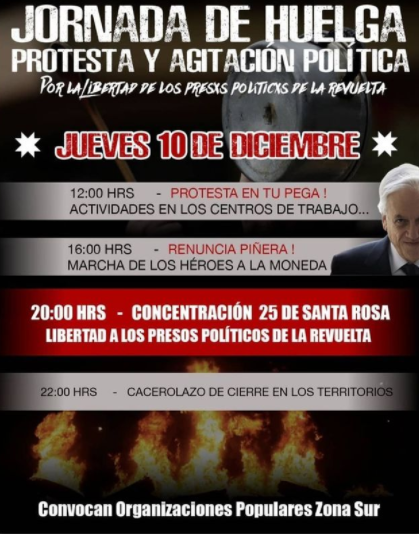 JORNADA DE HUELGA
PROTESTA Y AGITACIÓN POLÍTICA
POR LA LIBERTAD DE LOS PRESXS POLITICXS DE LA REVUELTA
JUEVES 10 DE DICIEMBRE
12:00 HRS - PROTESTA EN TU PEGA !
ACTIVIDADES EN LOS CENTROS DE TRABAJO...
16:00 HRS - RENUNCIA PIÑERA !
MARCHA DE LOS HÉROES A LA MONEDA
20:00 HRS - CONCENTRACIÓN 25 DE SANTA ROSA
LIBERTAD A LOS PRESOS POLÍTICOS DE LA REVUELTA
22:00 HRS - CACEROLAZO DE CIERRE EN LOS TERRITORIOS
Convocan Organizaciones Populares Zona Sur